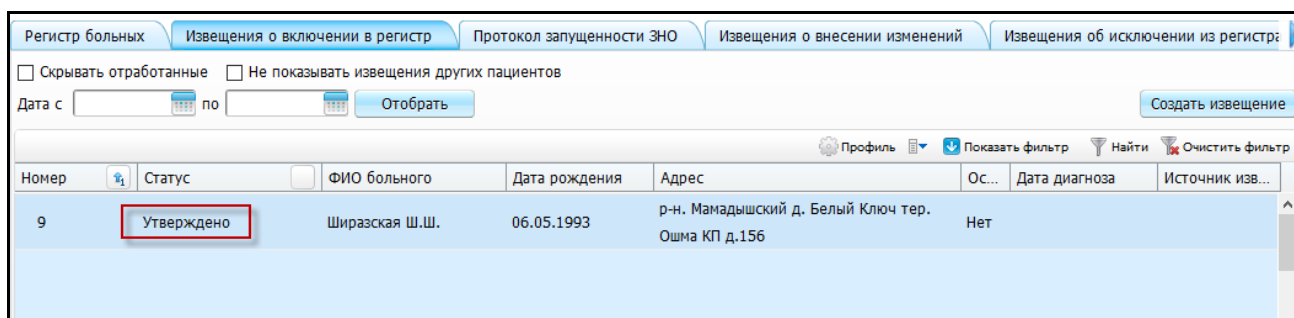 Регистр больных Извещения о включении в регистр Протокол запущенности ЗНО Извещения о внесении изменений Извещения об исключении из регистра
Скрывать отработанные Не показывать извещения других пациентов
Дата с по Отобрать Создать извещение
Профиль Показать фильтр Найти Очистить фильтр
Номер 1 Статус ФИО больного Дата рождения Адрес Ос... Дата диагноза Источник изв...
9 Утверждено Ширазская Ш.Ш. 06.05.1993 р-н. Мамадышский д. Белый Ключ тер. Нет
Ошма КП д.156